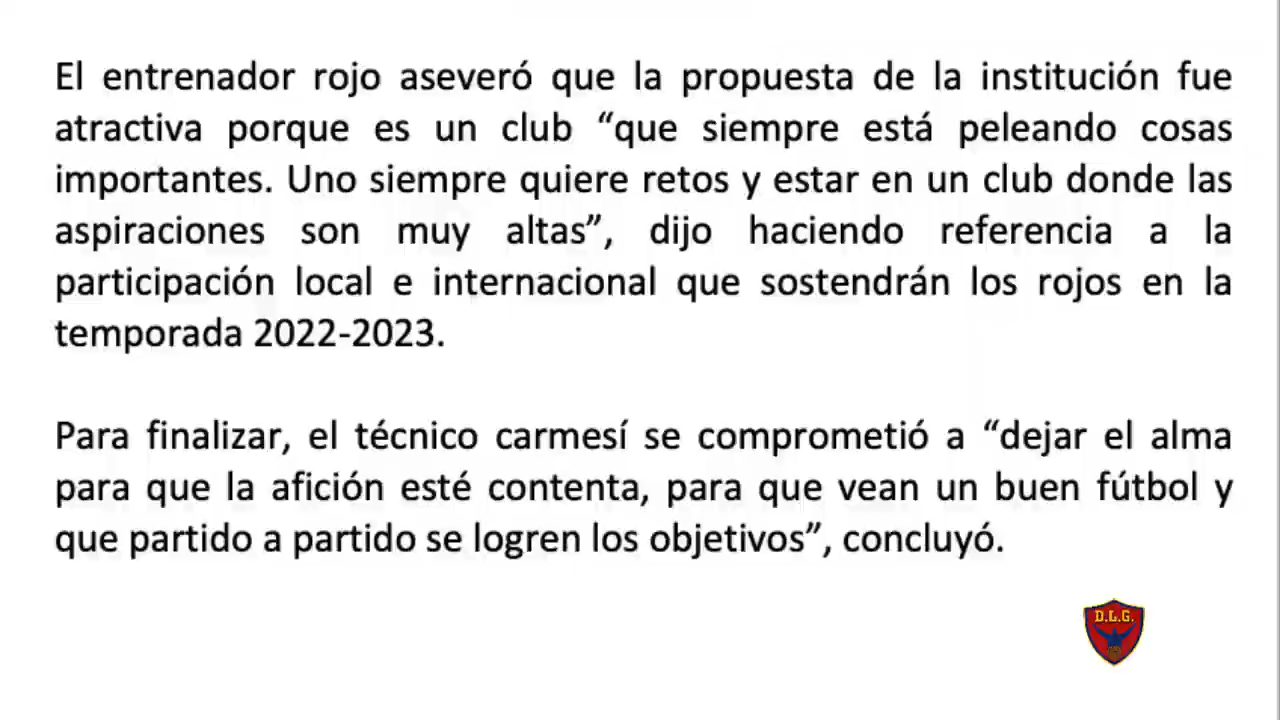 El entrenador rojo aseveró que la propuesta de la institución fue
atractiva porque es un club “que siempre está peleando cosas
importantes. Uno siempre quiere retos y estar en un club donde las
aspiraciones son muy altas”, dijo haciendo referencia a la
participación local e internacional que sostendrán los rojos en la
temporada 2022-2023.
Para finalizar, el técnico carmesí se comprometió a “dejar el alma
para que la afición esté contenta, para que vean un buen fútbol y
que partido a partido se logren los objetivos”, concluyó.
D.L.G.